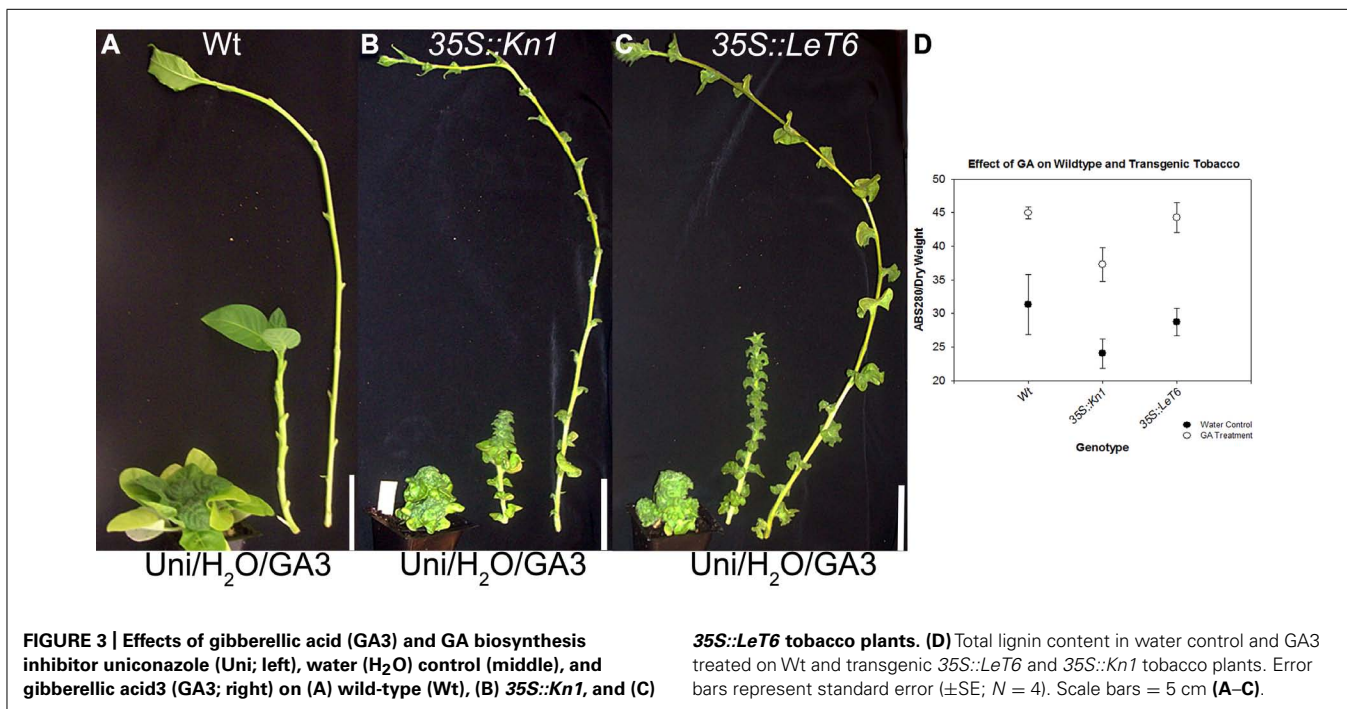 A Wt
B 35S::Kn1
C 35S::LeT6
D
Uni/H₂O/GA3
Uni/H₂O/GA3
Uni/H₂O/GA3
Effect of GA on Wildtype and Transgenic Tobacco
50
45
40
35
30
25
20
ABS280/Dry Weight
Wt
35S::Kn1
35S::LeT6
Genotype
Water Control
GA Treatment
FIGURE 3 | Effects of gibberellic acid (GA3) and GA biosynthesis
inhibitor uniconazole (Uni; left), water (H₂O) control (middle), and
gibberellic acid3 (GA3; right) on (A) wild-type (Wt), (B) 35S::Kn1, and (C)
35S::LeT6 tobacco plants. (D) Total lignin content in water control and GA3
treated on Wt and transgenic 35S::LeT6 and 35S::Kn1 tobacco plants. Error
bars represent standard error (±SE; N = 4). Scale bars = 5 cm (A–C).